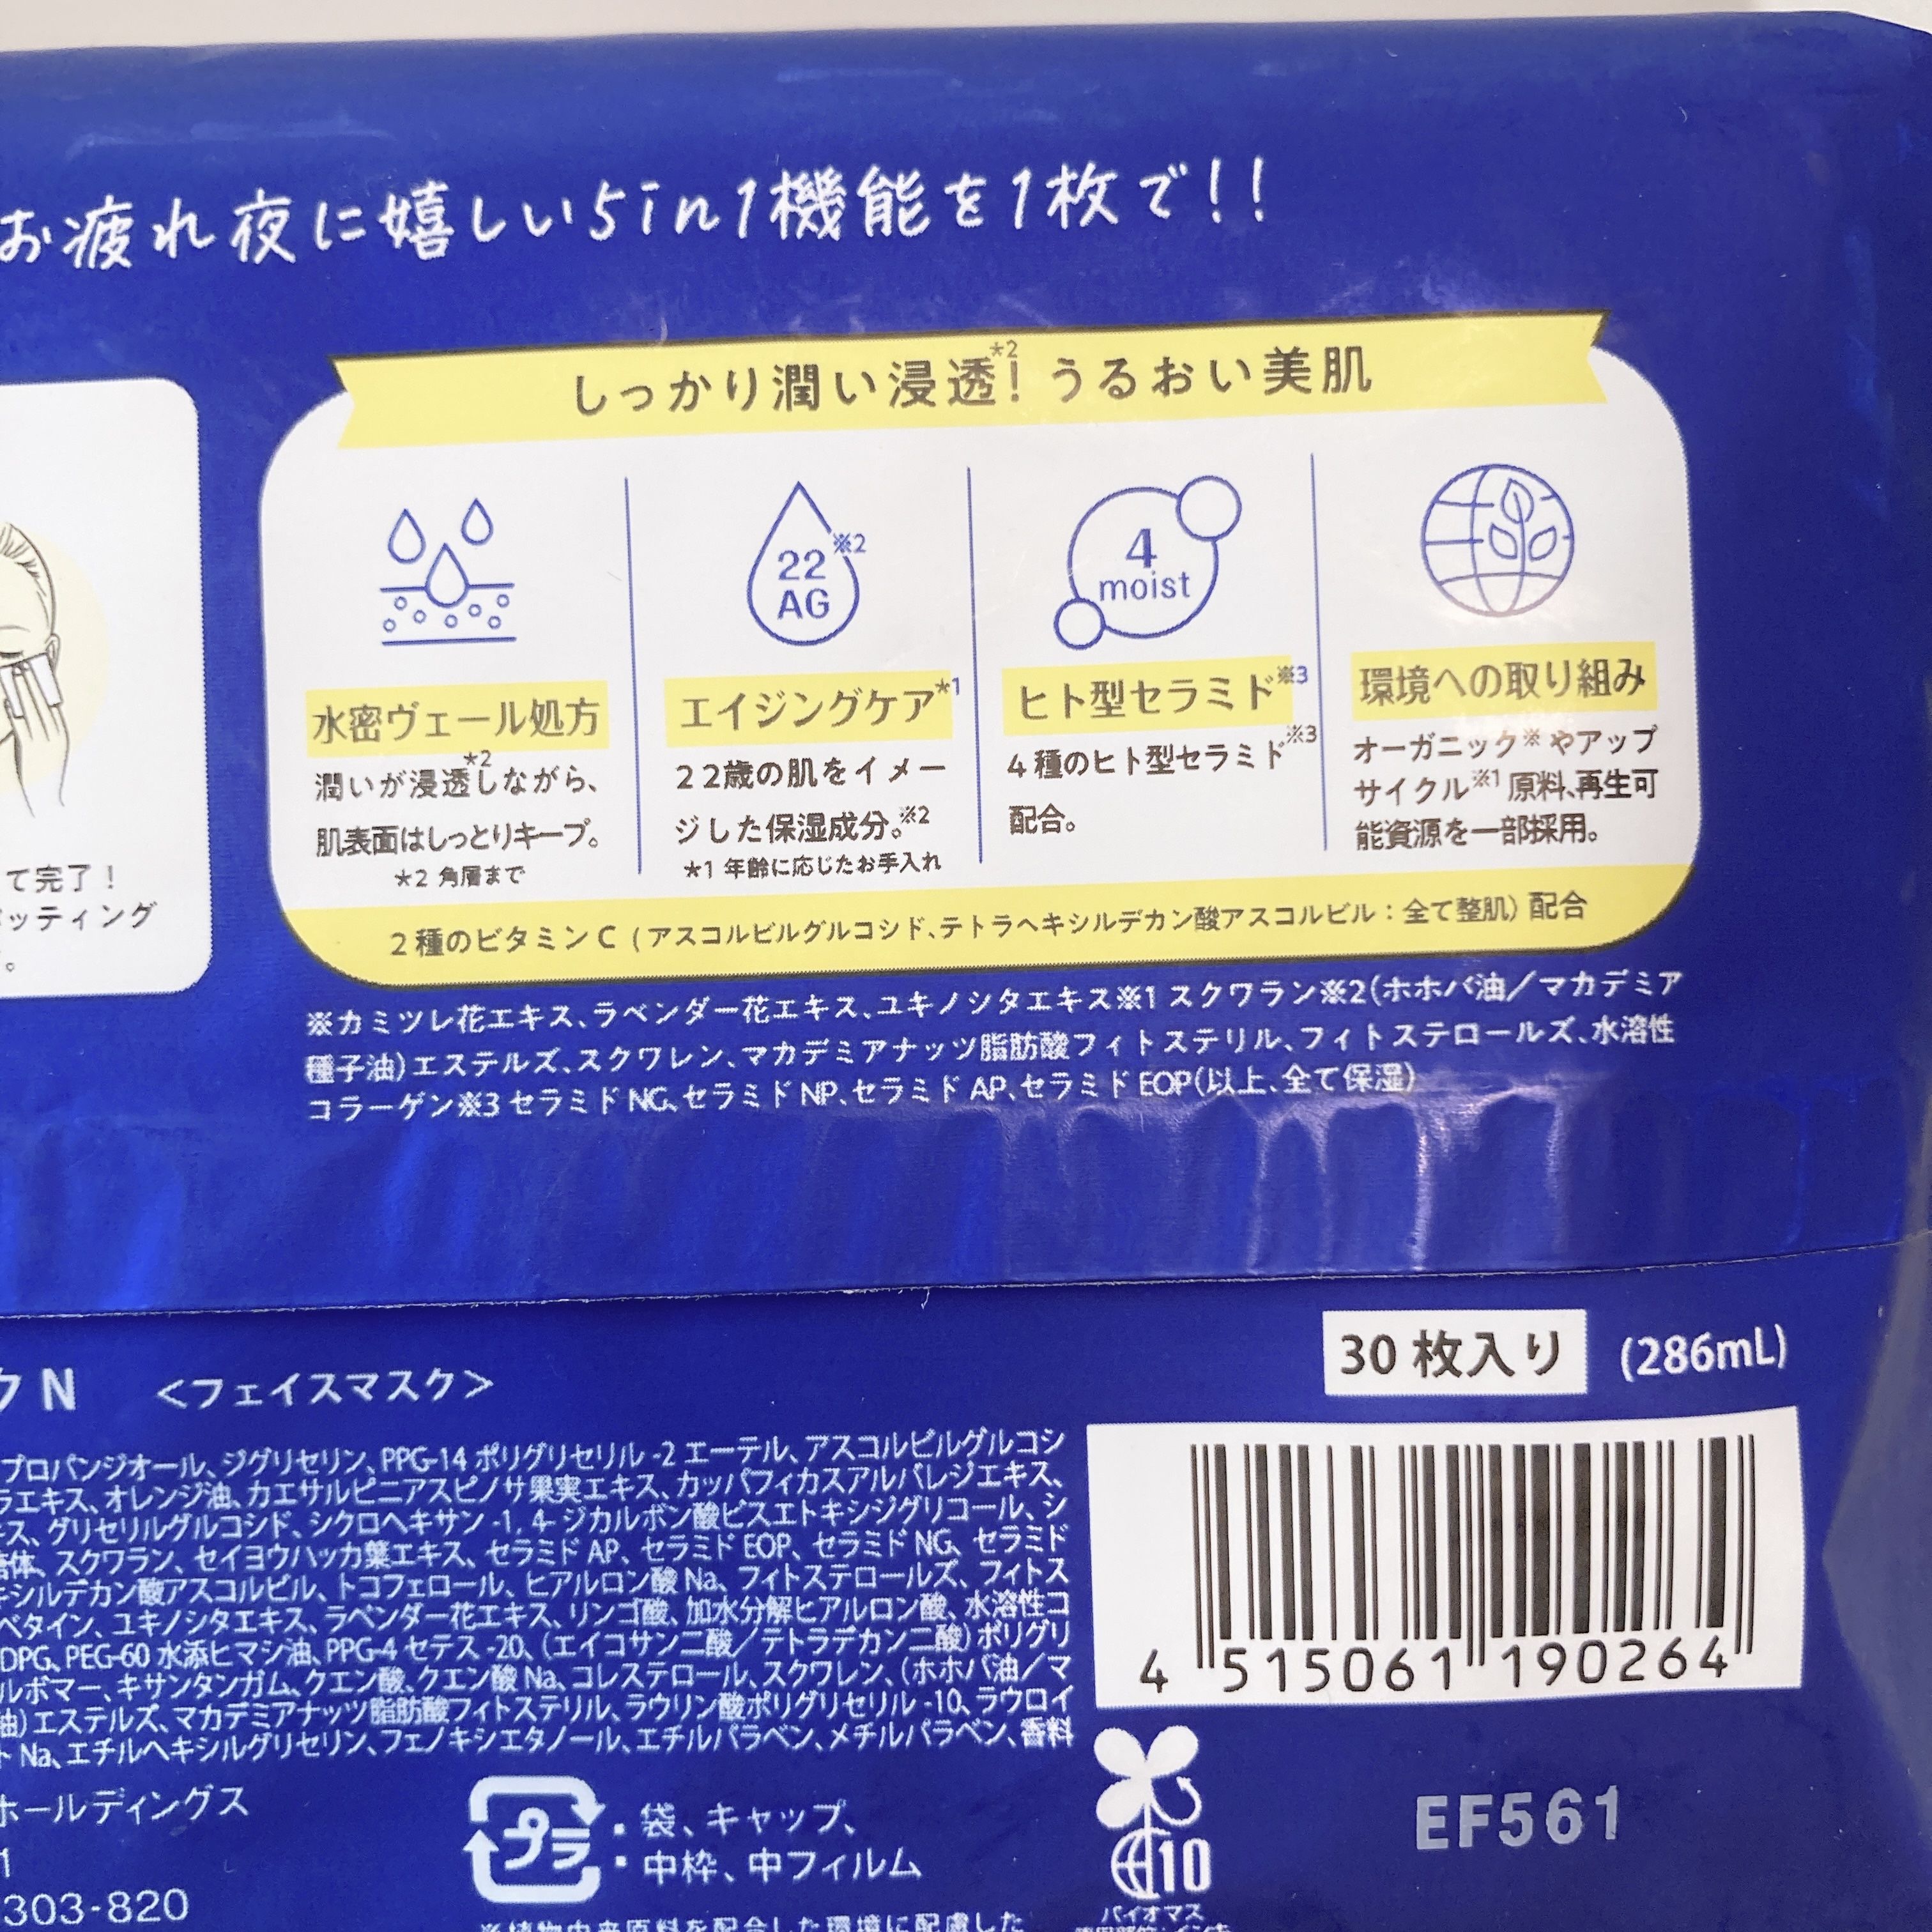 お疲れ夜に嬉しい5in1機能を1枚で!!
しっかり潤い浸透*2！うるおい美肌
22※2
AG
4
moist
水密ヴェール処方
潤いが浸透*2しながら、
肌表面はしっとりキープ。
*2 角層まで
エイジングケア*1
22歳の肌をイメー
ジした保湿成分。※2
*1 年齢に応じたお手入れ
ヒト型セラミド※3
4種のヒト型セラミド※3
配合。
環境への取り組み
オーガニック※やアップ
サイクル※1原料、再生可
能資源を一部採用。
て完了！
ッティング
。
2種のビタミンC（アスコルビルグルコシド、テトラヘキシルデカン酸アスコルビル：全て整肌）配合
※カミツレ花エキス、ラベンダー花エキス、ユキノシタエキス※1 スクワラン※2（ホホバ油／マカデミア
種子油）エステルズ、スクワレン、マカデミアナッツ脂肪酸フィトステリル、フィトステロールズ、水溶性
コラーゲン※3 セラミドNG、セラミドNP、セラミドAP、セラミドEOP（以上、全て保湿）
30枚入り (286mL)
クN ＜フェイスマスク＞
プロパンジオール、ジグリセリン、PPG-14ポリグリセリル-2エーテル、アスコルビルグルコシ
ラエキス、オレンジ油、カエサルピニアスピノサ果実エキス、カッパフィカスアルバレジエキス、
ス、グリセリルグルコシド、シクロヘキサン-1, 4-ジカルボン酸ビスエトキシジグリコール、シ
体、スクワラン、セイヨウハッカ葉エキス、セラミドAP、セラミドEOP、セラミドNG、セラミド
キシルデカン酸アスコルビル、トコフェロール、ヒアルロン酸Na、フィトステロールズ、フィトス
ベタイン、ユキノシタエキス、ラベンダー花エキス、リンゴ酸、加水分解ヒアルロン酸、水溶性コ
DPG、PEG-60水添ヒマシ油、PPG-4セテス-20、（エイコサン二酸／テトラデカン二酸）ポリグリ
ルボマー、キサンタンガム、クエン酸、クエン酸Na、コレステロール、スクワレン、（ホホバ油／マ
油）エステルズ、マカデミアナッツ脂肪酸フィトステリル、ラウリン酸ポリグリセリル-10、ラウロイ
Na、エチルヘキシルグリセリン、フェノキシエタノール、エチルパラベン、メチルパラベン、香料
4 515061 190264
ホールディングス
1
303-820
プラ
：袋、キャップ、
：中枠、中フィルム
10
バイオマス
EF561
※植物由来原料を配合した環境に配慮した